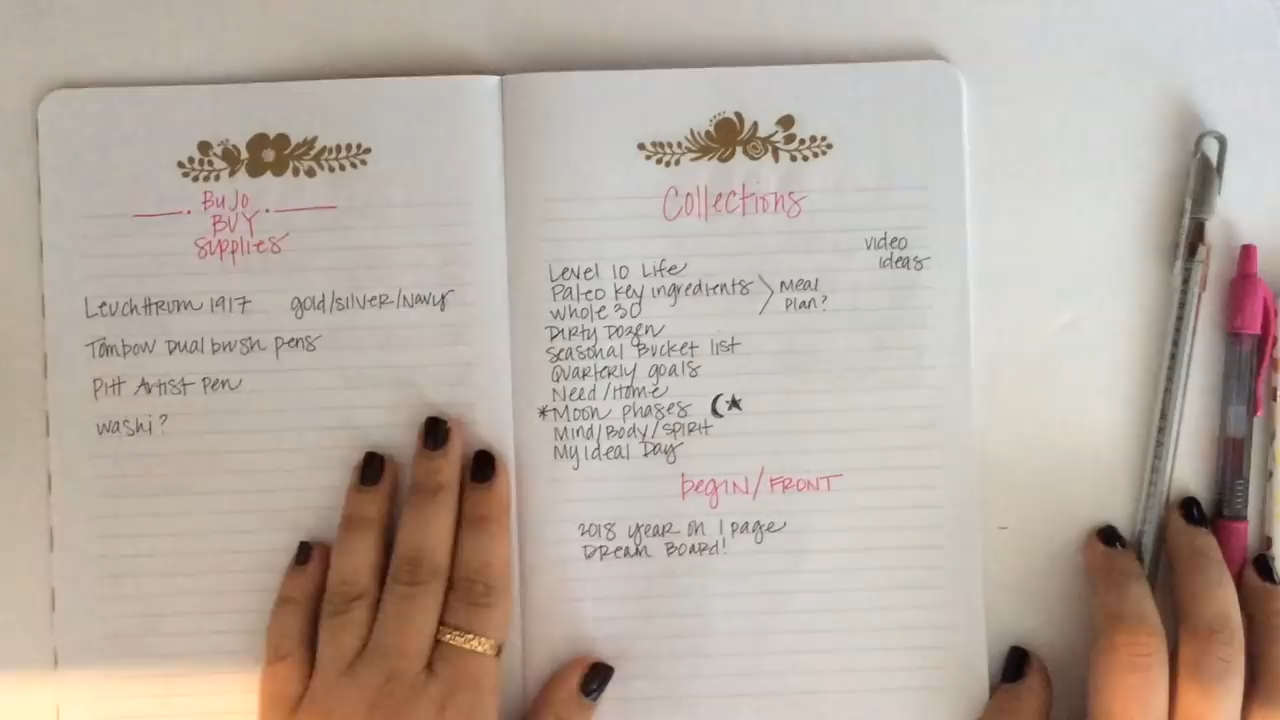 BuJo
BUY
Supplies
Leuchttrum 1917 gold/silver/Navy
Tombow Dual brush pens
Pitt Artist Pen
washi?
Collections
video
ideas
Level 10 Life
Paleo key ingredients
Meal
Plan?
whole 30
Dirty Dozen
Seasonal Bucket list
Quarterly goals
Need/Home
*Moon phases
Mind/Body/Spirit
My Ideal Day
begin/FRONT
2018 year on 1 page
Dream Board!